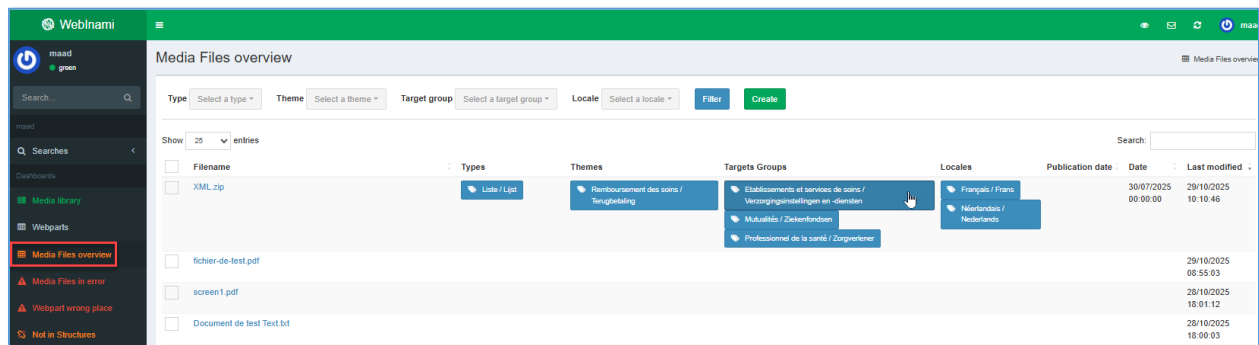 WebInami
maad
maad
green
Media Files overview
Media Files overview
Search...
Type Select a type Theme Select a theme Target group Select a target group Locale Select a locale Filter Create
maad
Show 25 entries Search:
Searches
Filename Types Themes Targets Groups Locales Publication date Date Last modified
Dashboards
XML.zip Liste / Lijst Remboursement des soins / Etablissements et services de soins / Français / Frans 30/07/2025 29/10/2025
Terugbetaling Verzorgingsinstellingen en -diensten Néerlandais / 00:00:00 10:10:46
Media library
Mutualités / Ziekenfondsen Nederlands
Webparts
Professionnel de la santé / Zorgverlener
Media Files overview
fichier-de-test.pdf 29/10/2025
08:55:03
Media Files in error
screen1.pdf 28/10/2025
18:01:12
Webpart wrong place
Document de test Text.txt 28/10/2025
18:00:03
Not in Structures